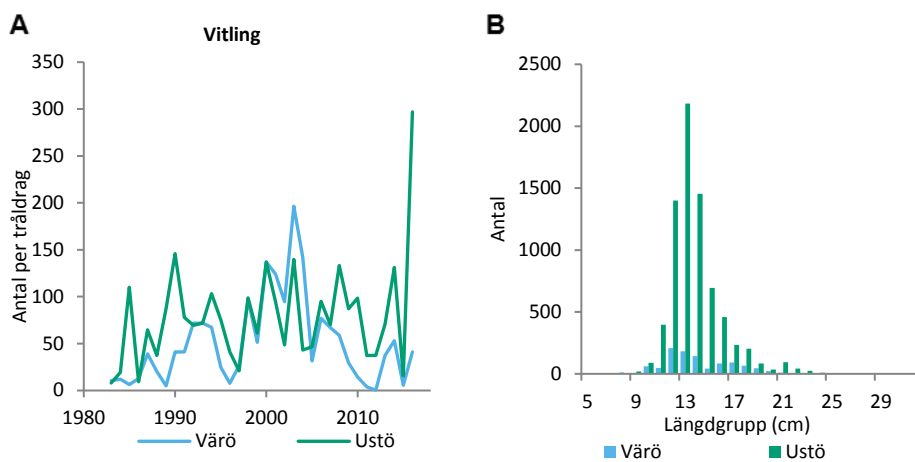 A
Vitling
350
300
250
200
150
100
50
0
Antal per tråldrag
1980 1990 2000 2010
Värö Ustö
B
2500
2000
1500
1000
500
0
Antal
5 9 13 17 21 25 29
Längdgrupp (cm)
Värö Ustö